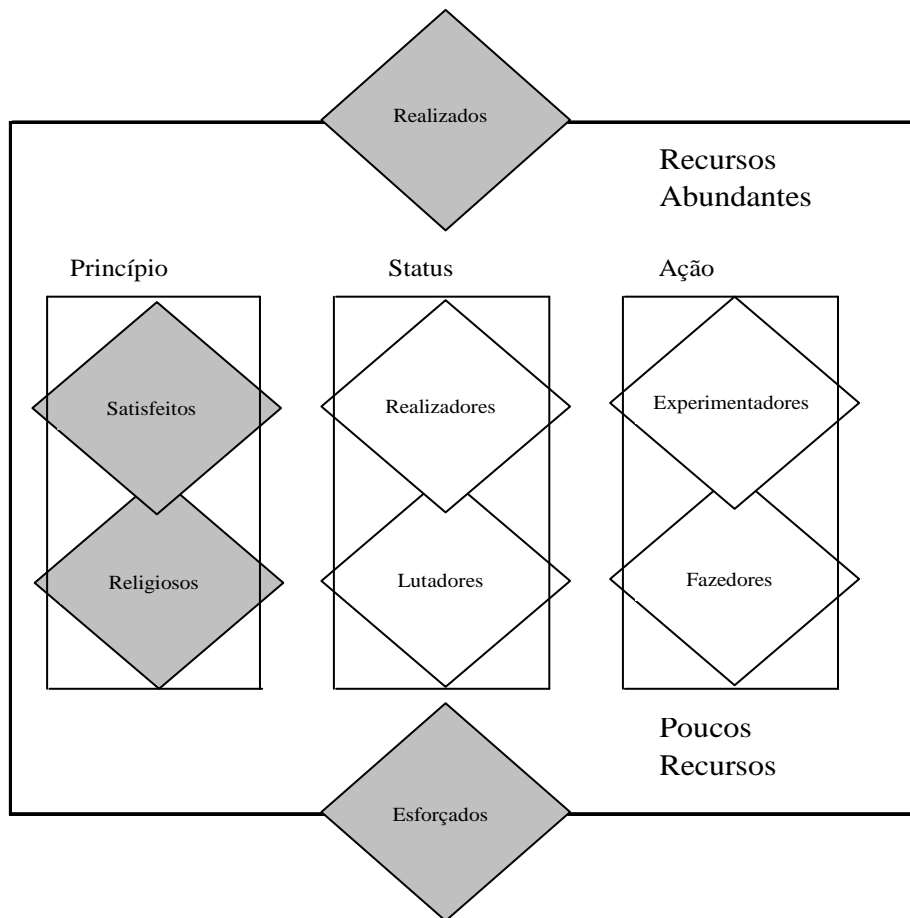 Realizados
Recursos
Abundantes
Princípio
Status
Ação
Satisfeitos
Realizadores
Experimentadores
Religiosos
Lutadores
Fazedores
Poucos
Recursos
Esforçados